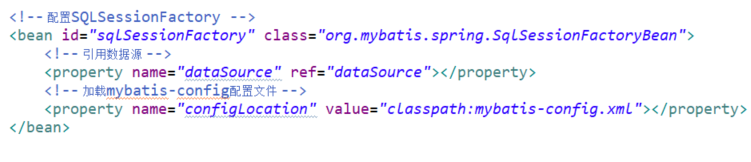 <!-- 配置SQLSessionFactory -->
<bean id="sqlSessionFactory" class="org.mybatis.spring.SqlSessionFactoryBean">
<!-- 引用数据源 -->
<property name="dataSource" ref="dataSource"></property>
<!-- 加载mybatis-config配置文件 -->
<property name="configLocation" value="classpath:mybatis-config.xml"></property>
</bean>